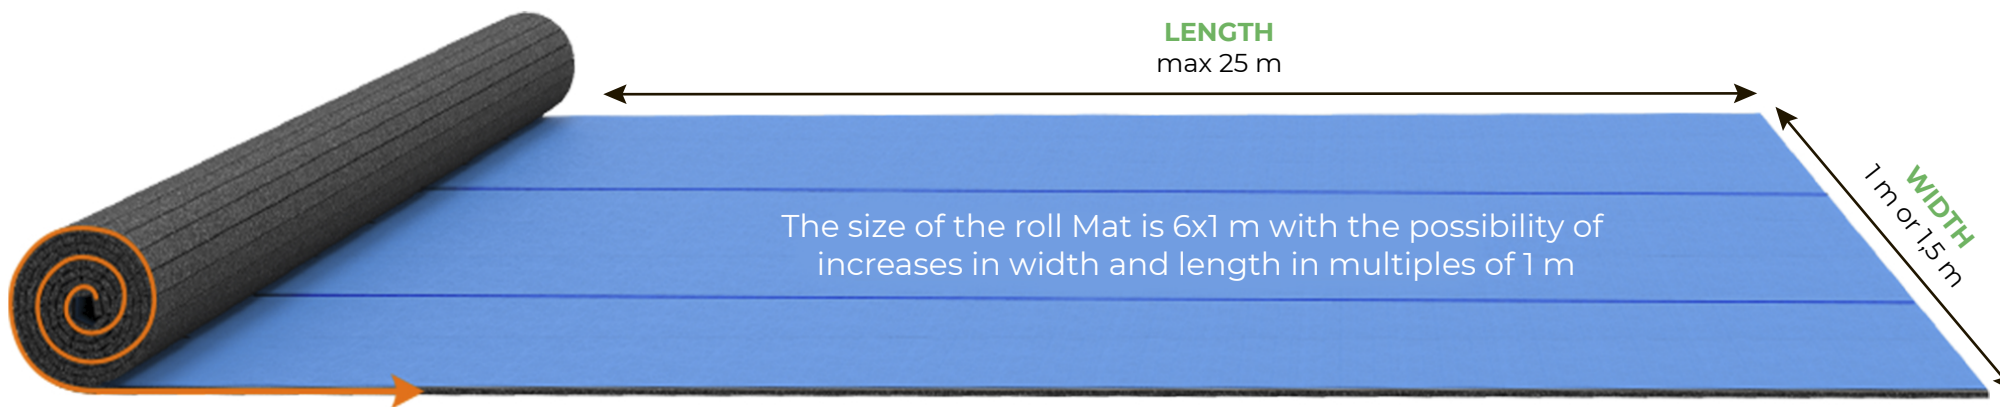 LENGTH
max 25 m
WIDTH
1 m or 1,5 m
The size of the roll Mat is 6x1 m with the possibility of
increases in width and length in multiples of 1 m